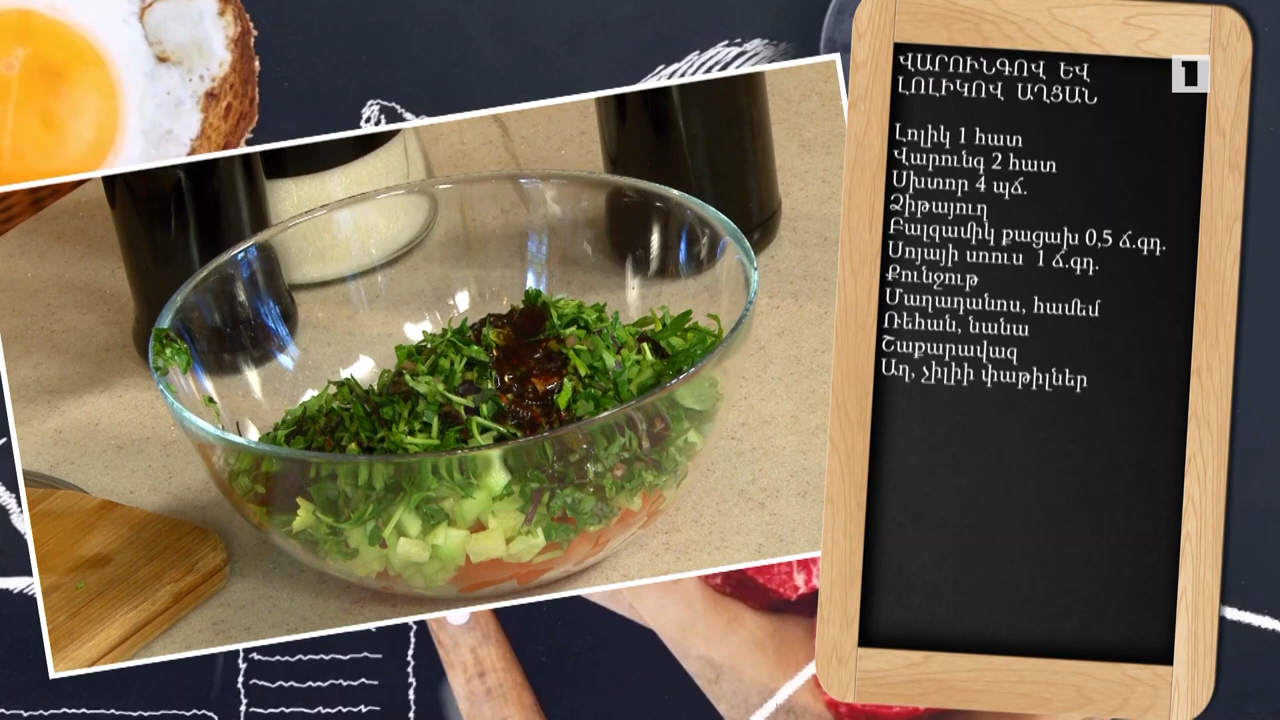 ՎԱՐՈՒՆԳՈՎ ԵՎ
ԼՈԼԻԿՈՎ ԱՂՑԱՆ
1
Լոլիկ 1 հատ
Վարունգ 2 հատ
Սխտոր 4 պճ.
Ձիթայուղ
Բալզամիկ քացախ 0,5 ճ.գդ.
Սոյայի սոուս 1 ճ.գդ.
Քունջութ
Մաղադանոս, համեմ
Ռեհան, նանա
Շաքարավազ
Աղ, չիլիի փաթիլներ